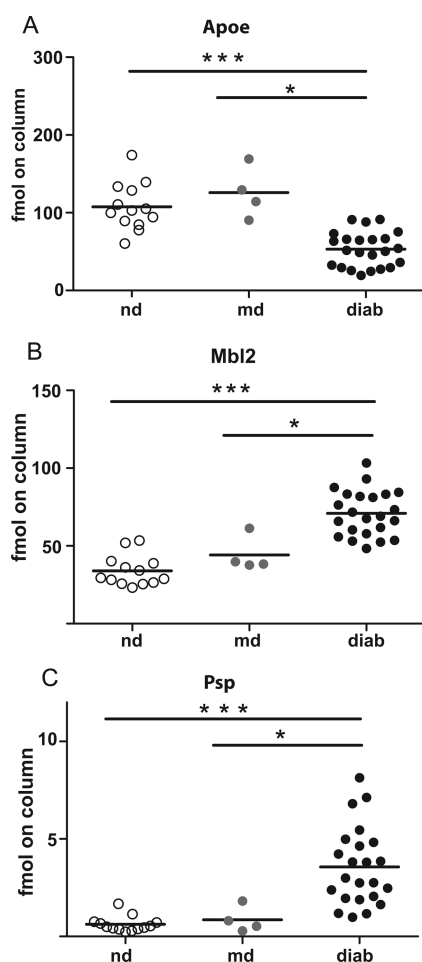 A
Apoe
300
***
*
200
fmol on column
100
0
nd md diab
B
Mbl2
150
***
*
100
fmol on column
50
nd md diab
C
Psp
***
10
*
fmol on column
5
0
nd md diab